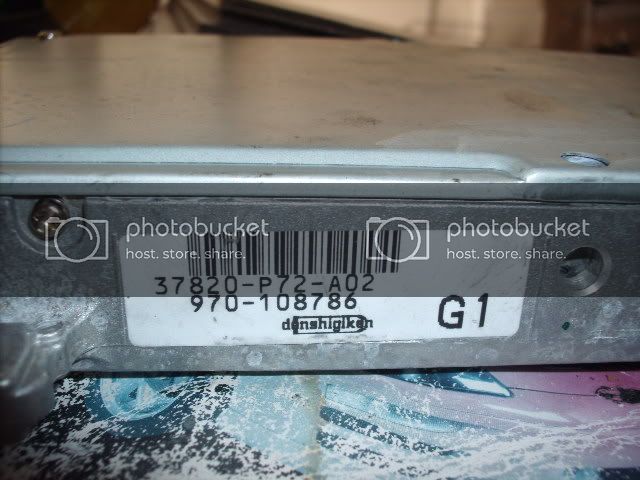 photobucket
host. store. share.
photobucket
host. store. share.
37820-P72-A02
970-108786
denshigiken
G1